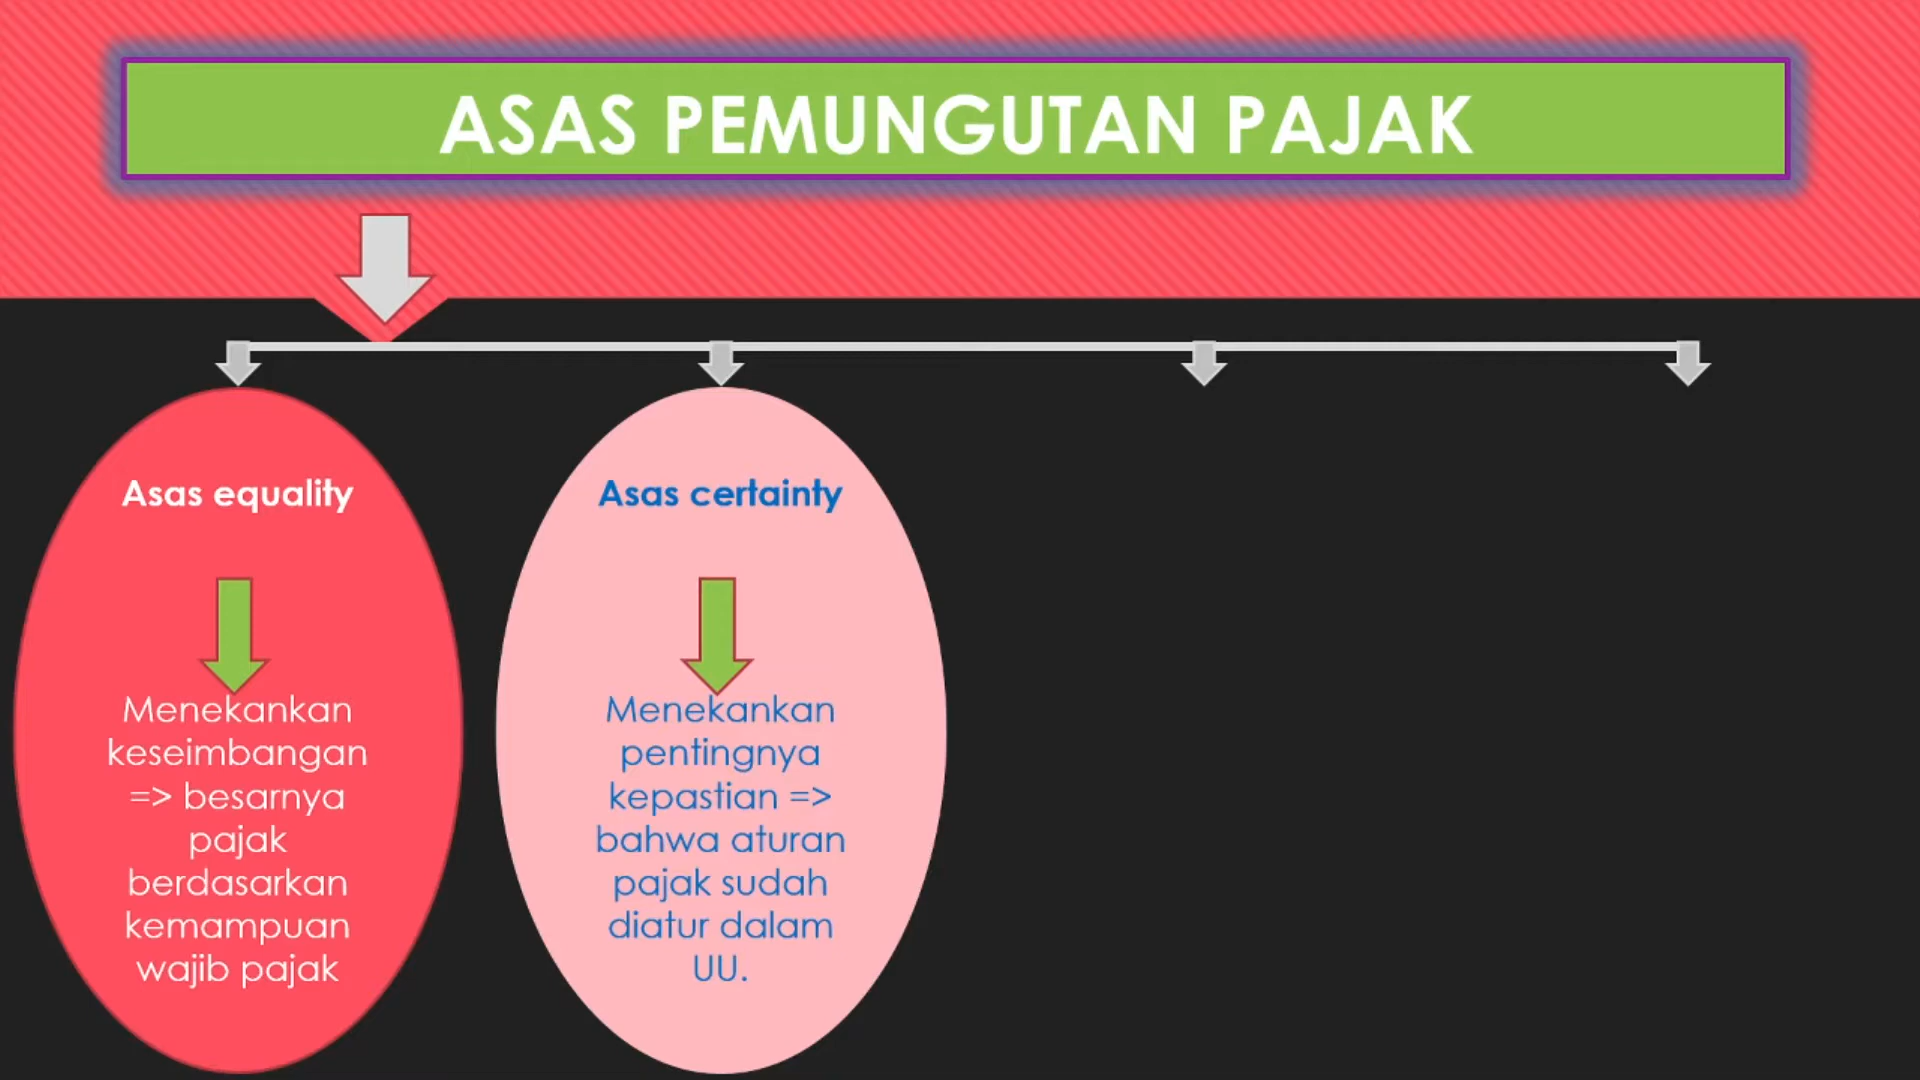 ASAS PEMUNGUTAN PAJAK
Asas equality
Menekankan
keseimbangan
=> besarnya
pajak
berdasarkan
kemampuan
wajib pajak
Asas certainty
Menekankan
pentingnya
kepastian =>
bahwa aturan
pajak sudah
diatur dalam
UU.